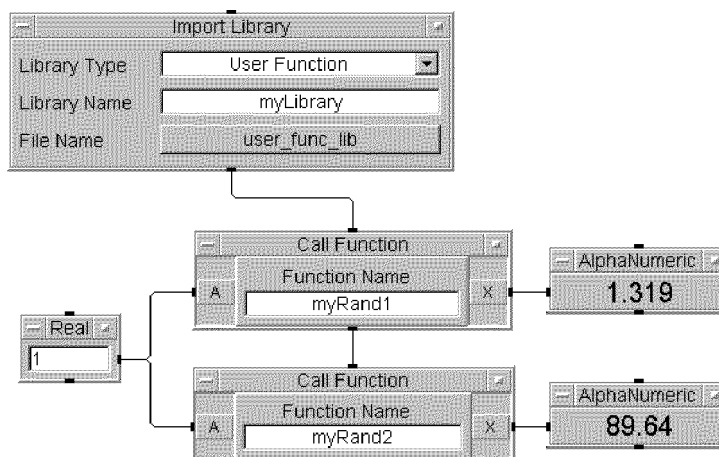 Import Library
Library Type User Function
Library Name myLibrary
File Name user_func_lib
Call Function
Function Name
A myRand1 X
AlphaNumeric
1.319
Real
1
Call Function
Function Name
A myRand2 X
AlphaNumeric
89.64